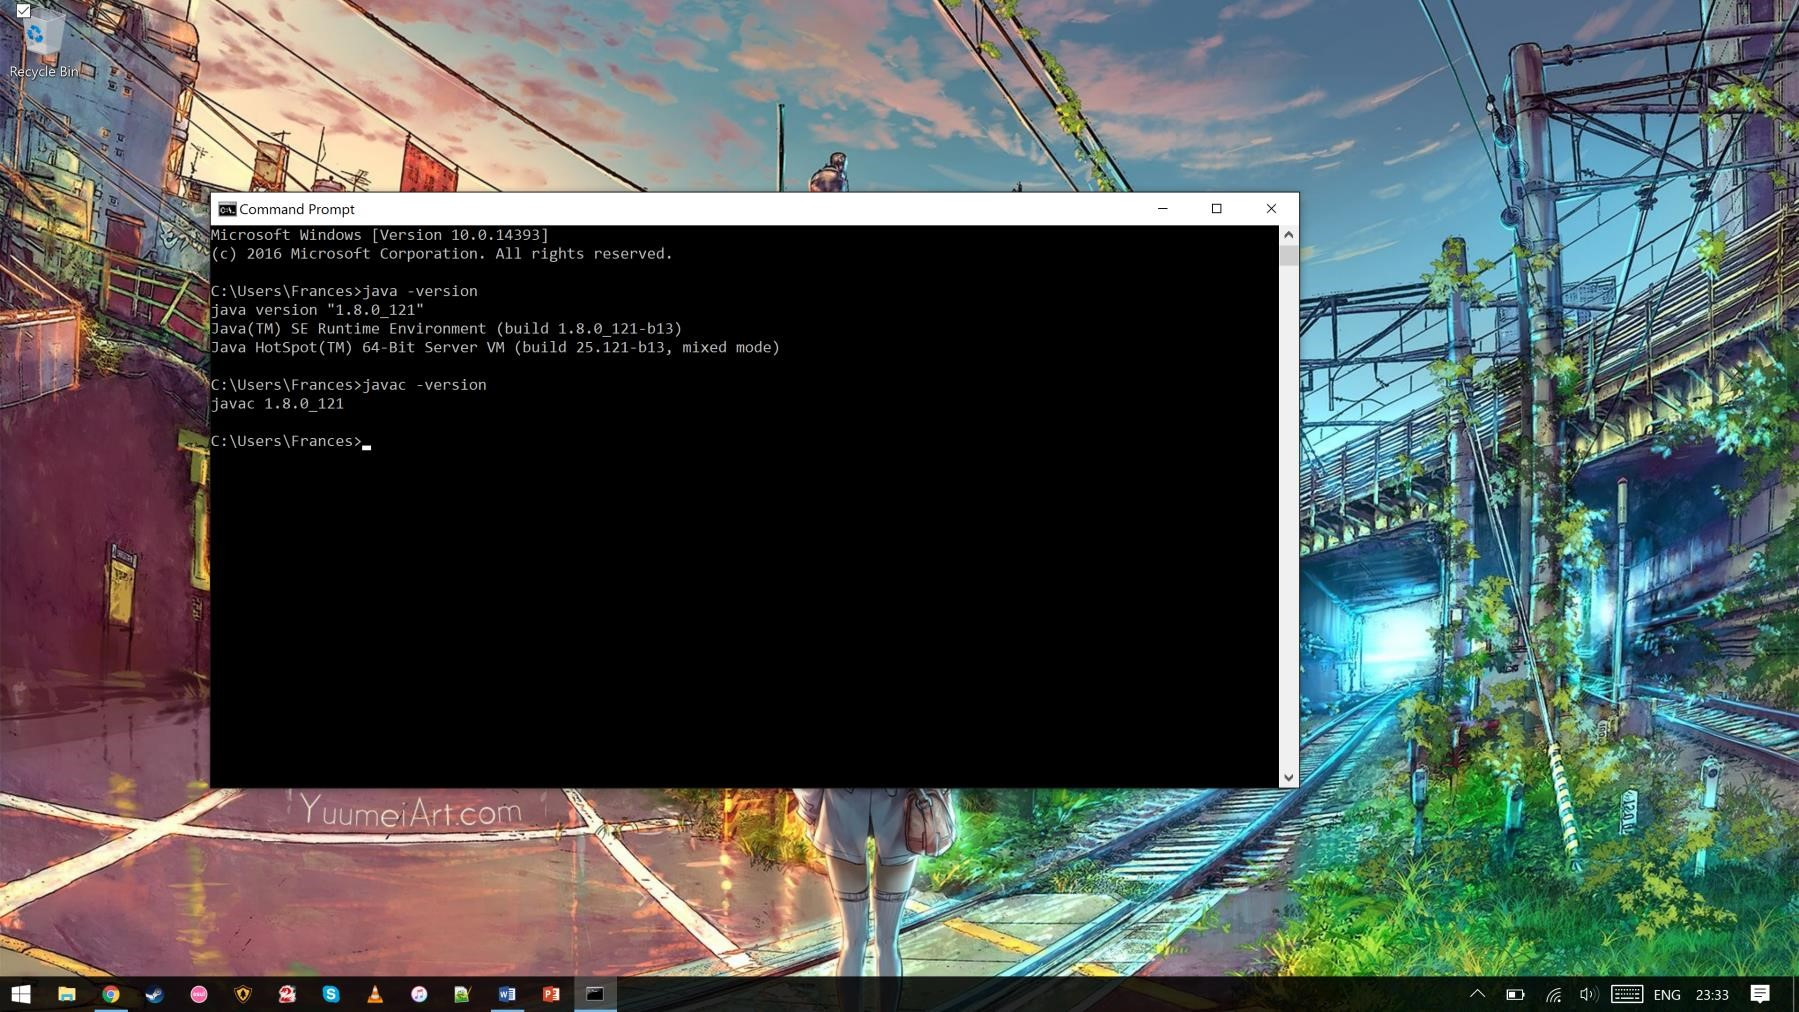 Recycle Bin
Command Prompt
Microsoft Windows [Version 10.0.14393]
(c) 2016 Microsoft Corporation. All rights reserved.
C:\Users\Frances>java -version
java version "1.8.0_121"
Java(TM) SE Runtime Environment (build 1.8.0_121-b13)
Java HotSpot(TM) 64-Bit Server VM (build 25.121-b13, mixed mode)
C:\Users\Frances>javac -version
javac 1.8.0_121
C:\Users\Frances>
YuumeiArt.com
ENG 23:33